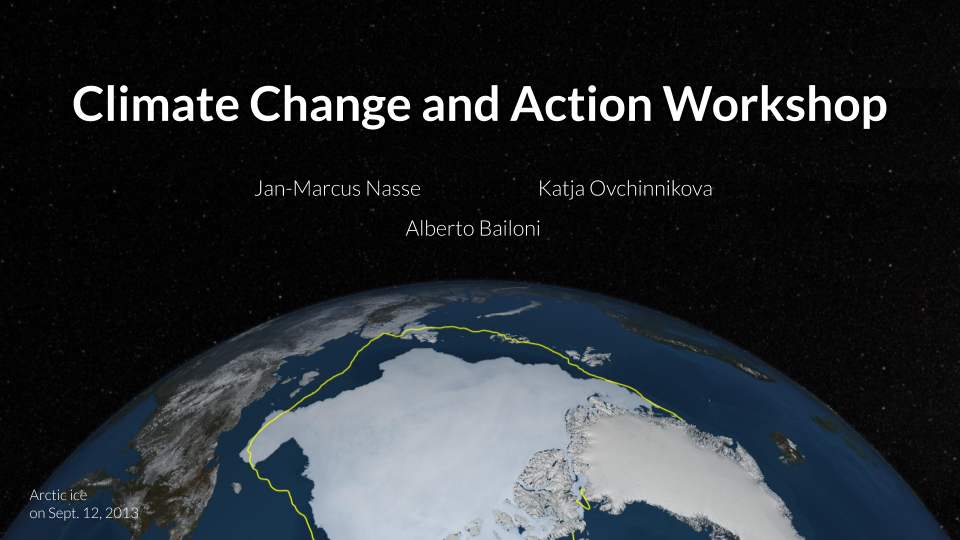 Climate Change and Action Workshop
Jan-Marcus Nasse Katja Ovchinnikova
Alberto Bailoni
Arctic ice
on Sept. 12, 2013